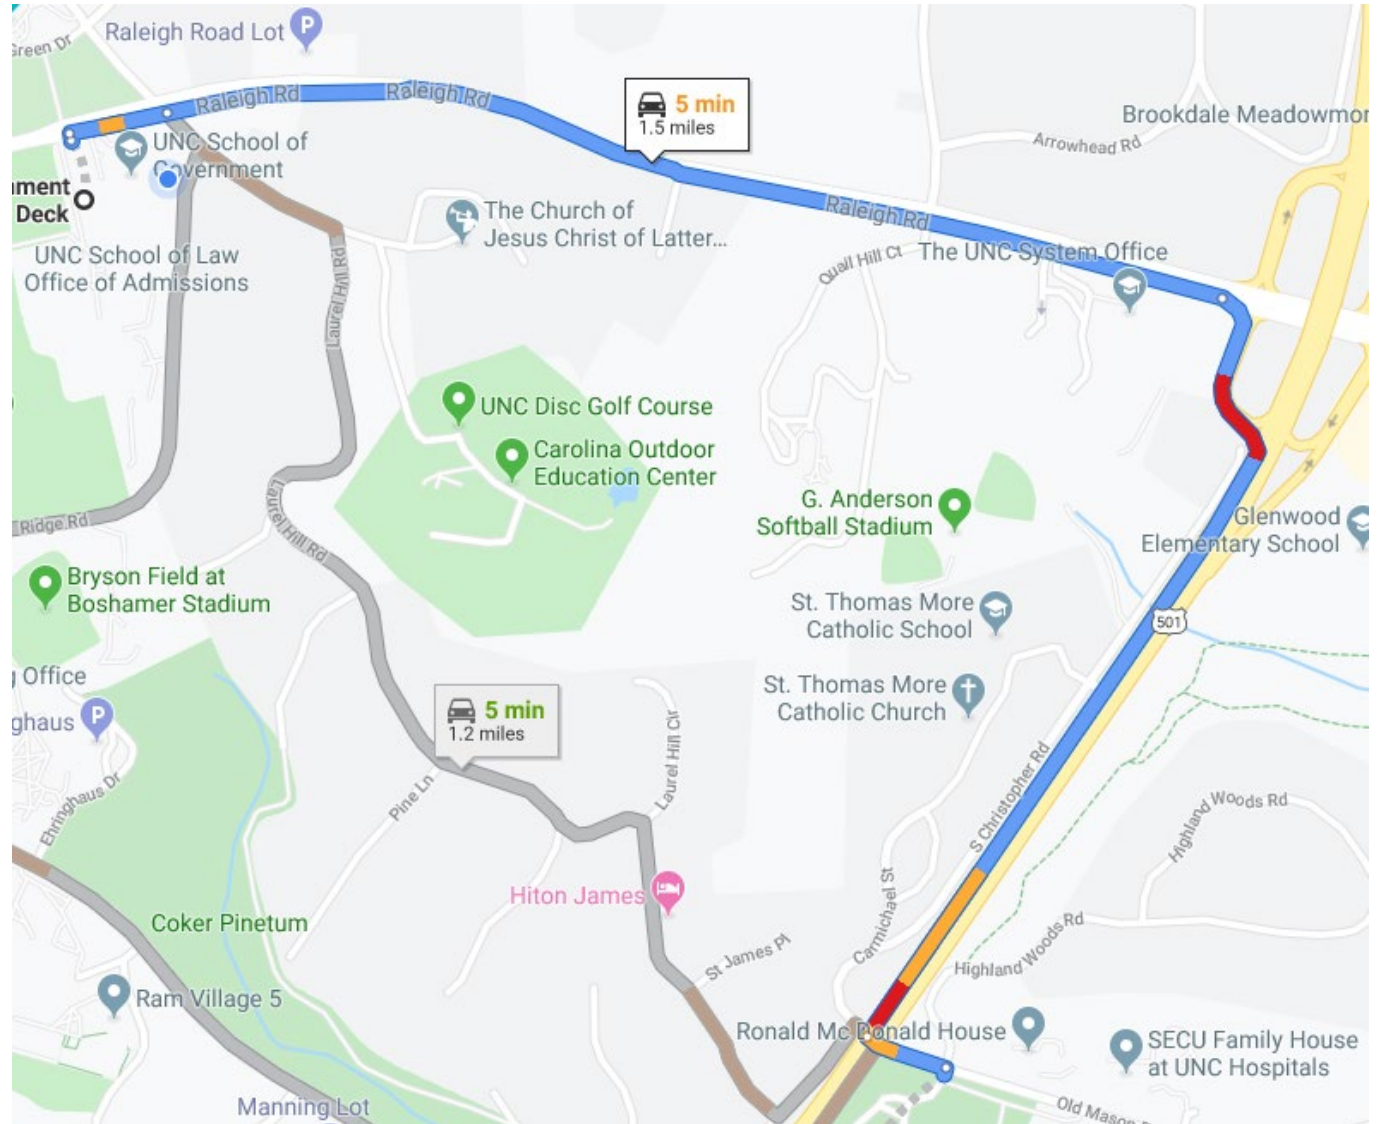 Green Dr
Raleigh Road Lot
P
Raleigh Rd
Raleigh Rd
5 min
1.5 miles
Brookdale Meadowmor
Arrowhead Rd
UNC School of
Government
nment
Deck
Raleigh Rd
The Church of
Jesus Christ of Latter...
UNC School of Law
Office of Admissions
Laurel Hill Rd
Quail Hill Ct
The UNC System Office
UNC Disc Golf Course
Carolina Outdoor
Education Center
G. Anderson
Softball Stadium
Glenwood
Elementary School
Ridge Rd
Laurel Hill Rd
Bryson Field at
Boshamer Stadium
St. Thomas More
Catholic School
501
g Office
ghaus
P
St. Thomas More
Catholic Church
5 min
1.2 miles
Laurel Hill Cir
Pine Ln
Ehringhaus Dr
S Christopher Rd
Highland Woods Rd
Hiton James
Carmichael St
Coker Pinetum
St James Pl
Highland Woods Rd
Ram Village 5
Ronald Mc Donald House
SECU Family House
at UNC Hospitals
Manning Lot
Old Mason